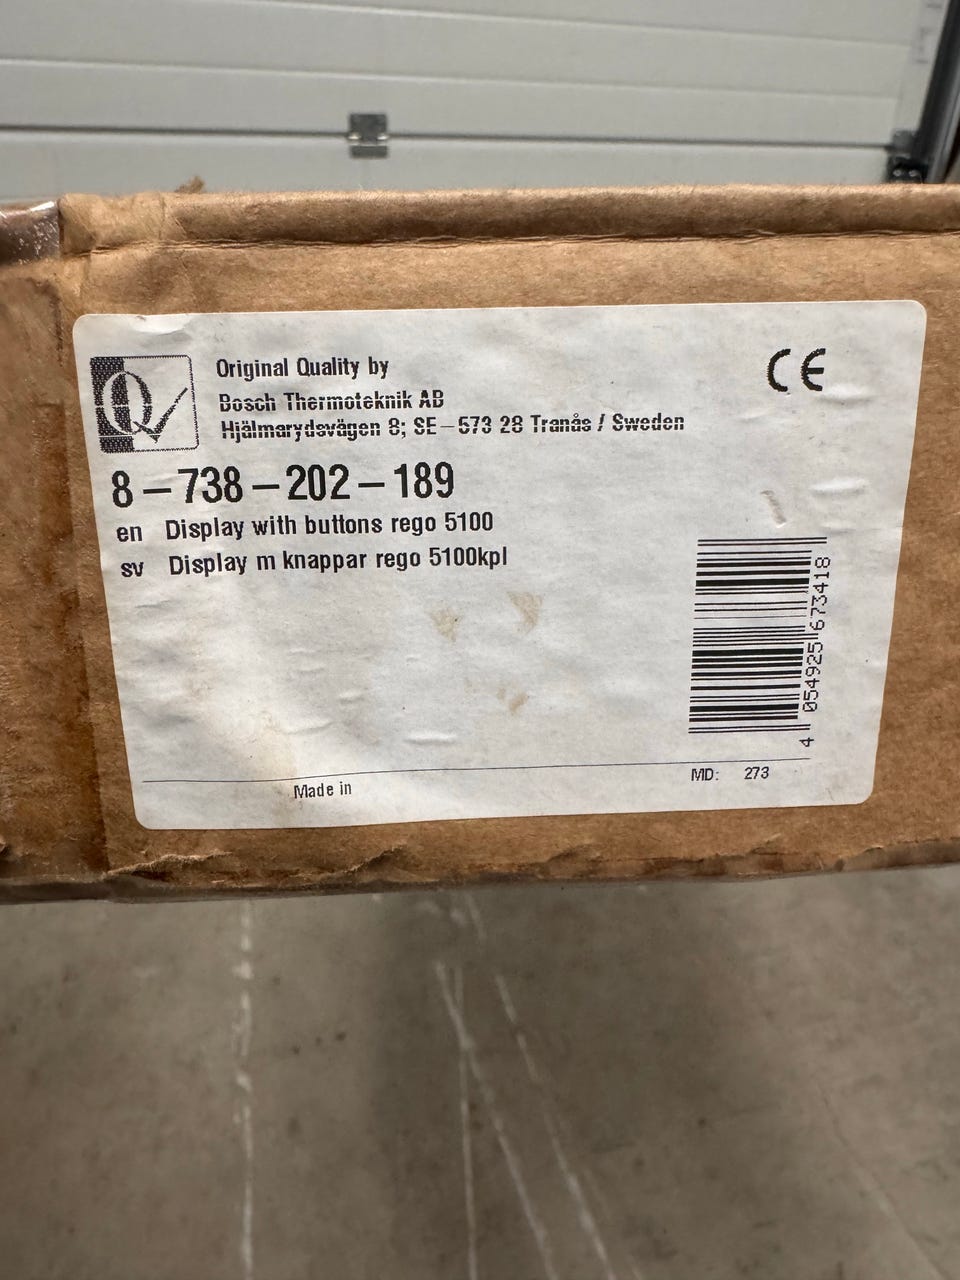 Original Quality by
Bosch Thermoteknik AB
Hjälmarydsvägen 8; SE-573 28 Tranås / Sweden
CE
8-738-202-189
en Display with buttons rego 5100
sv Display m knappar rego 5100kpl
4 054925 673418
Made in
MD: 273